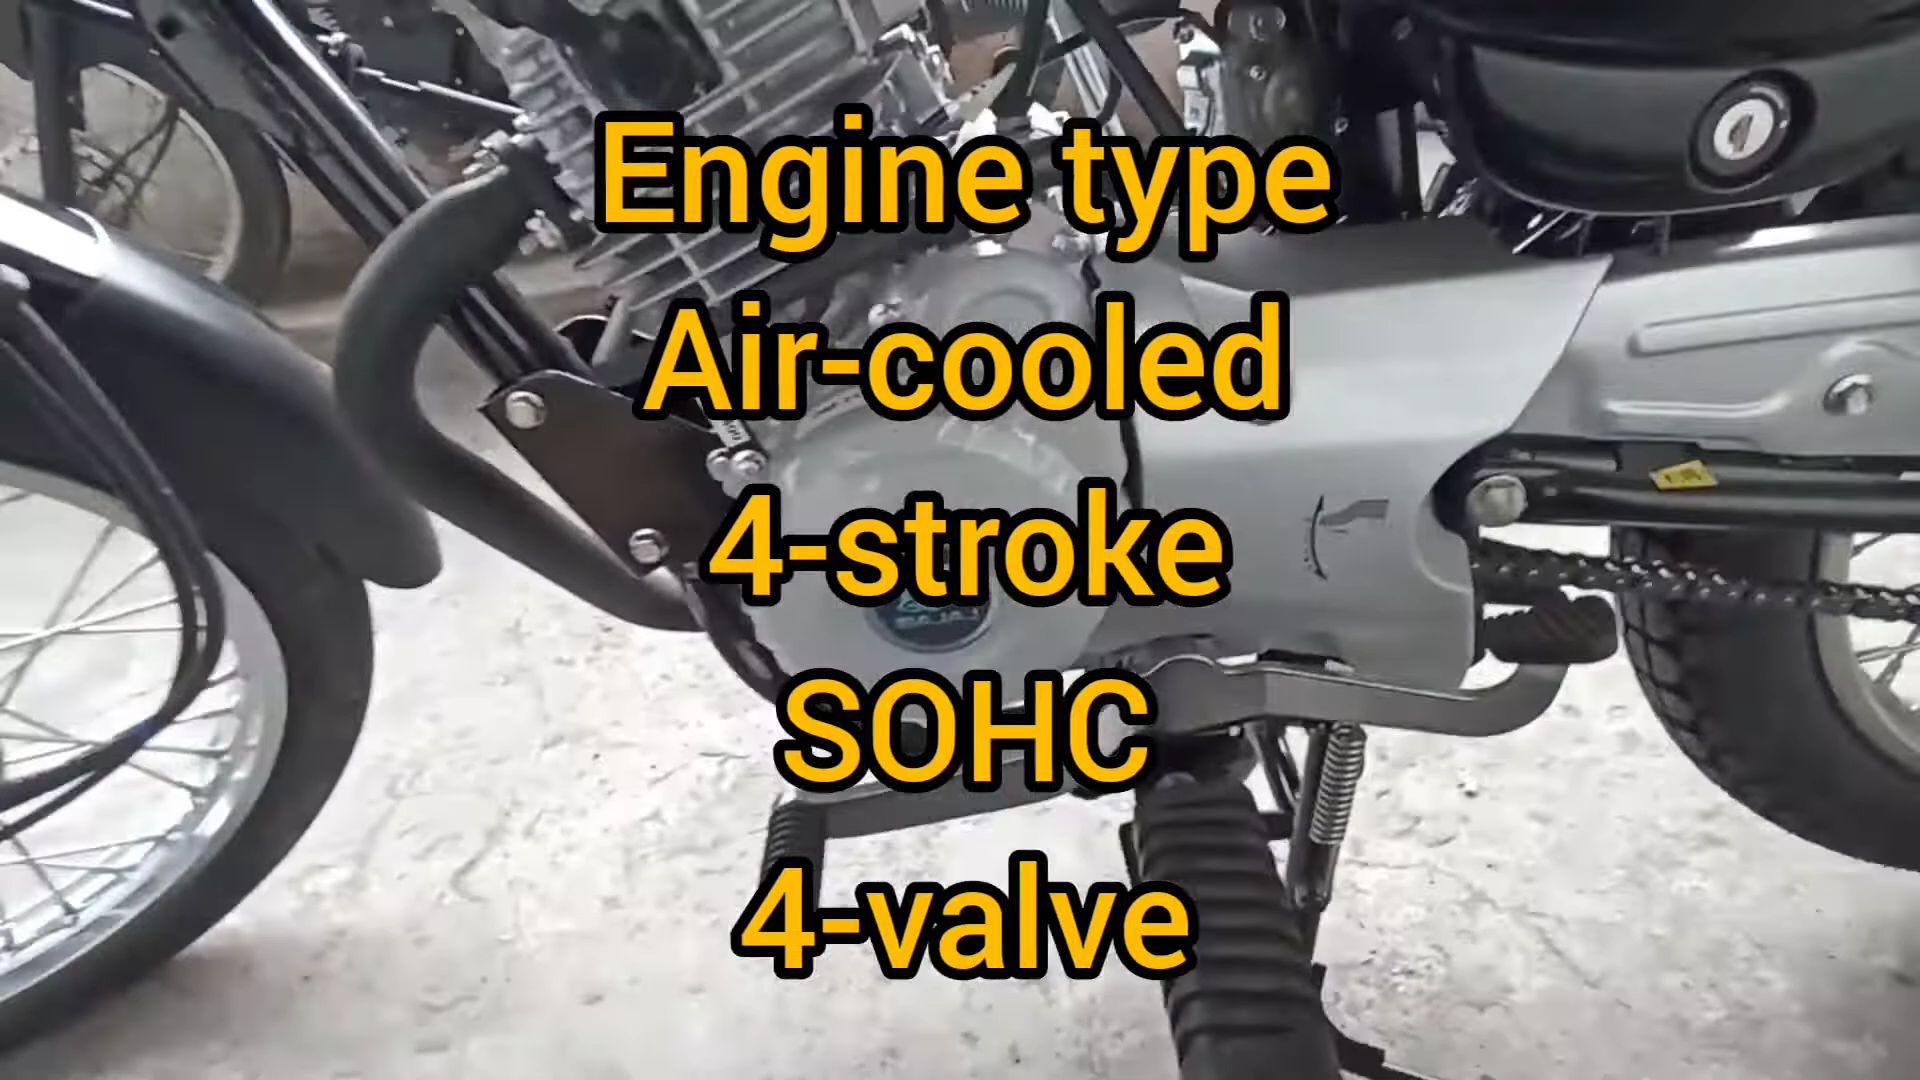 Engine type
Air-cooled
4-stroke
SOHC
4-valve